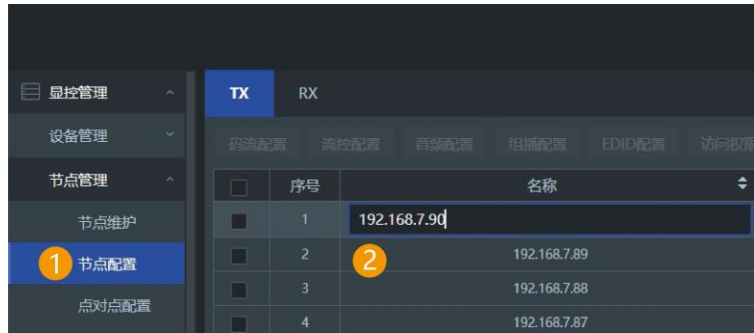 显控管理
TX RX
设备管理
码流配置 流控配置 音频配置 组播配置 EDID配置 访问权限
节点管理
序号 名称
节点维护
1 192.168.7.90
1 节点配置
2 2 192.168.7.89
3 192.168.7.88
点对点配置
4 192.168.7.87